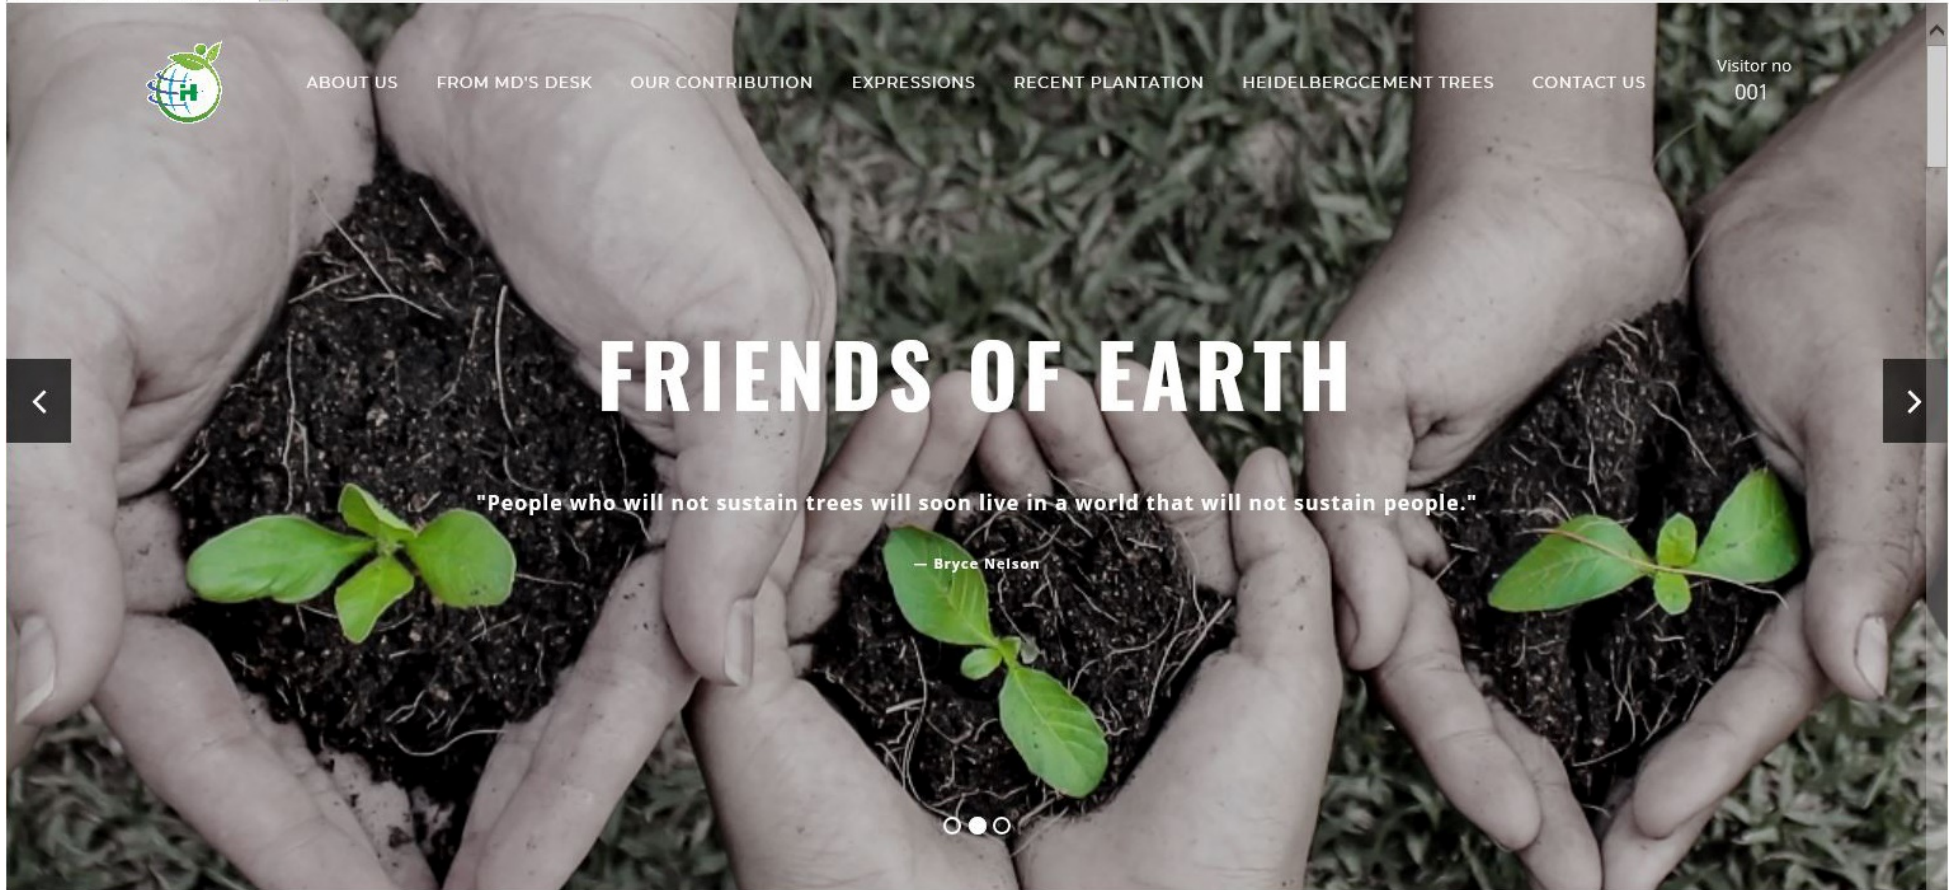 ABOUT US FROM MD'S DESK OUR CONTRIBUTION EXPRESSIONS RECENT PLANTATION HEIDELBERGCEMENT TREES CONTACT US
Visitor no
001
H
FRIENDS OF EARTH
"People who will not sustain trees will soon live in a world that will not sustain people."
— Bryce Nelson